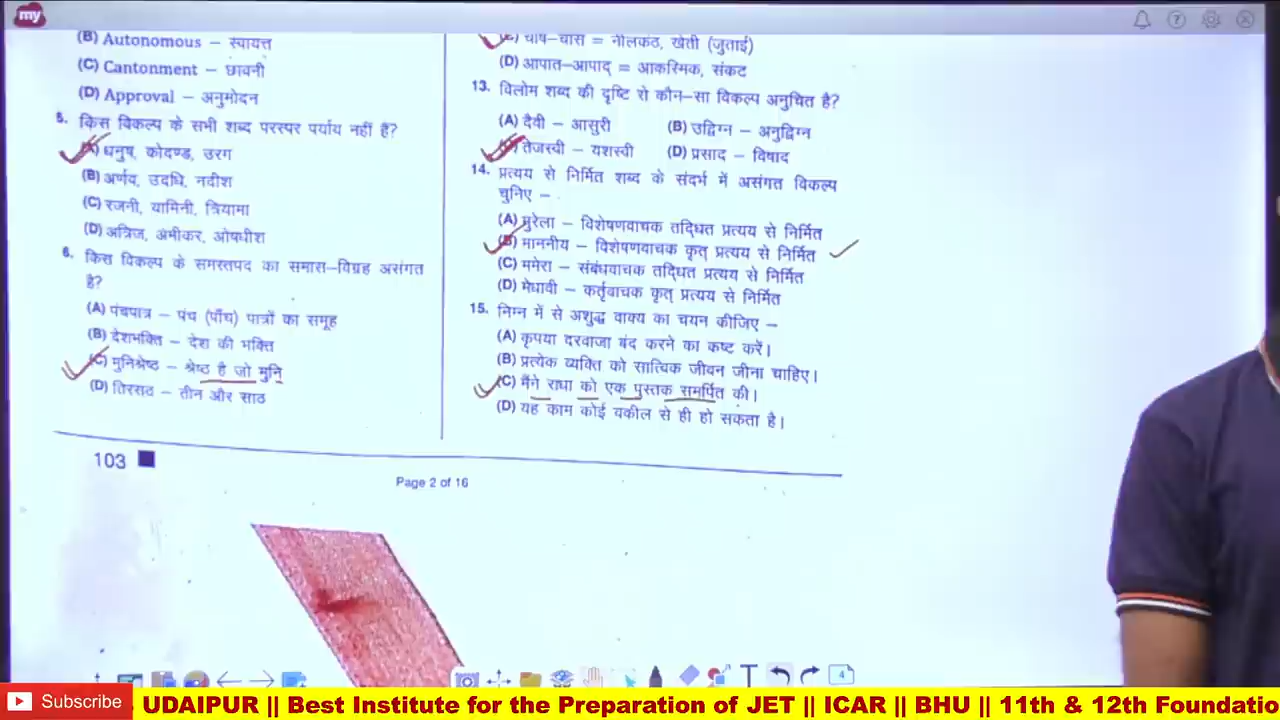 my
(B) Autonomous – स्वायत्त
(C) Cantonment – छावनी
(D) Approval – अनुमोदन
5. किस विकल्प के सभी शब्द परस्पर पर्याय नहीं हैं?
(A) धनुष, कोदण्ड, उरग
(B) अर्णव, उदधि, नदीश
(C) रजनी, यामिनी, त्रियामा
(D) अत्रिज, अमीकर, ओषधीश
6. किस विकल्प के समस्तपद का समास–विग्रह असंगत
है?
(A) पंचपात्र – पंच (पाँच) पात्रों का समूह
(B) देशभक्ति – देश की भक्ति
(C) मुनिश्रेष्ठ – श्रेष्ठ है जो मुनि
(D) तिरसठ – तीन और साठ
चाष–चास = नीलकंठ, खेती (जुताई)
(D) आपात–आपाद् = आकस्मिक, संकट
13. विलोम शब्द की दृष्टि से कौन–सा विकल्प अनुचित है?
(A) दैवी – आसुरी (B) उद्विग्न – अनुद्विग्न
तेजस्वी – यशस्वी (D) प्रसाद – विषाद
14. प्रत्यय से निर्मित शब्द के संदर्भ में असंगत विकल्प
चुनिए –
(A) मुरेला – विशेषणवाचक तद्धित प्रत्यय से निर्मित
(B) माननीय – विशेषणवाचक कृत् प्रत्यय से निर्मित
(C) ममेरा – संबंधवाचक तद्धित प्रत्यय से निर्मित
(D) मेधावी – कर्तृवाचक कृत् प्रत्यय से निर्मित
15. निम्न में से अशुद्ध वाक्य का चयन कीजिए –
(A) कृपया दरवाजा बंद करने का कष्ट करें।
(B) प्रत्येक व्यक्ति को सात्विक जीवन जीना चाहिए।
(C) मैंने राधा को एक पुस्तक समर्पित की।
(D) यह काम कोई वकील से ही हो सकता है।
103
Page 2 of 16
4
Subscribe
UDAIPUR || Best Institute for the Preparation of JET || ICAR || BHU || 11th & 12th Foundatio